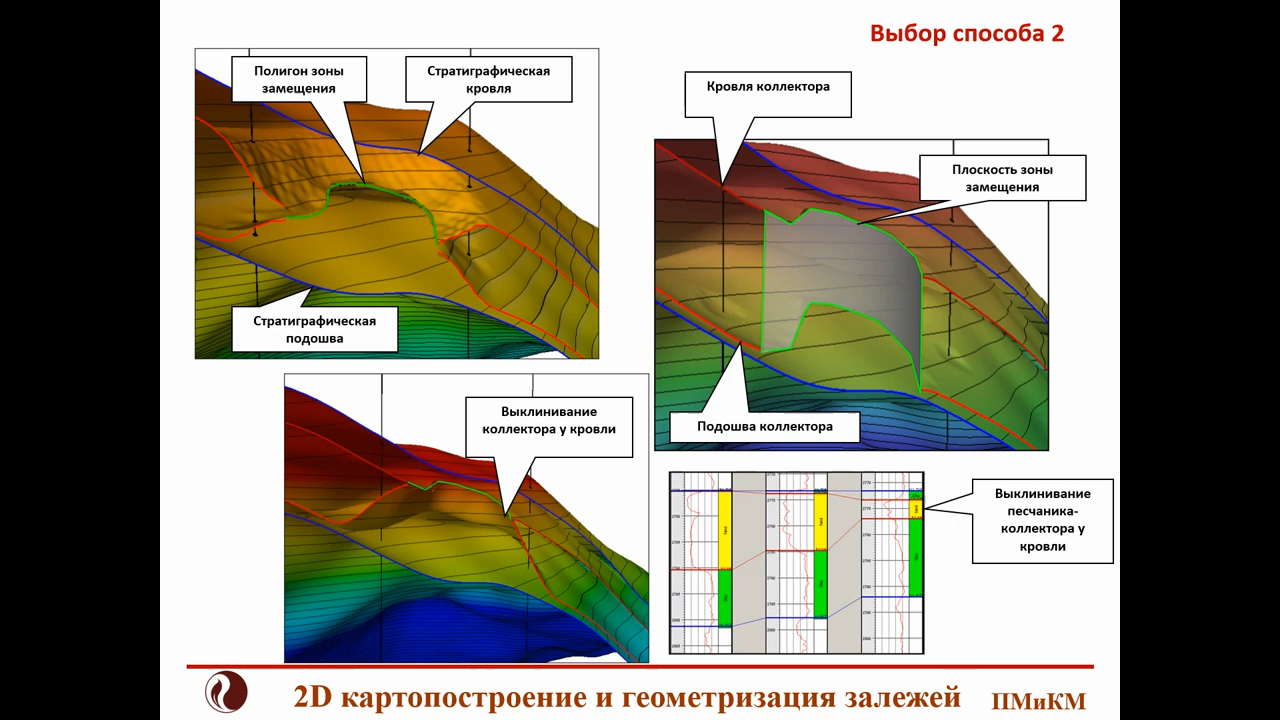 Выбор способа 2
Полигон зоны
замещения
Стратиграфическая
кровля
Стратиграфическая
подошва
Кровля коллектора
Плоскость зоны
замещения
Подошва коллектора
Выклинивание
коллектора у кровли
Выклинивание
песчаника-
коллектора у
кровли
2D картопостроение и геометризация залежей
ПМиКМ